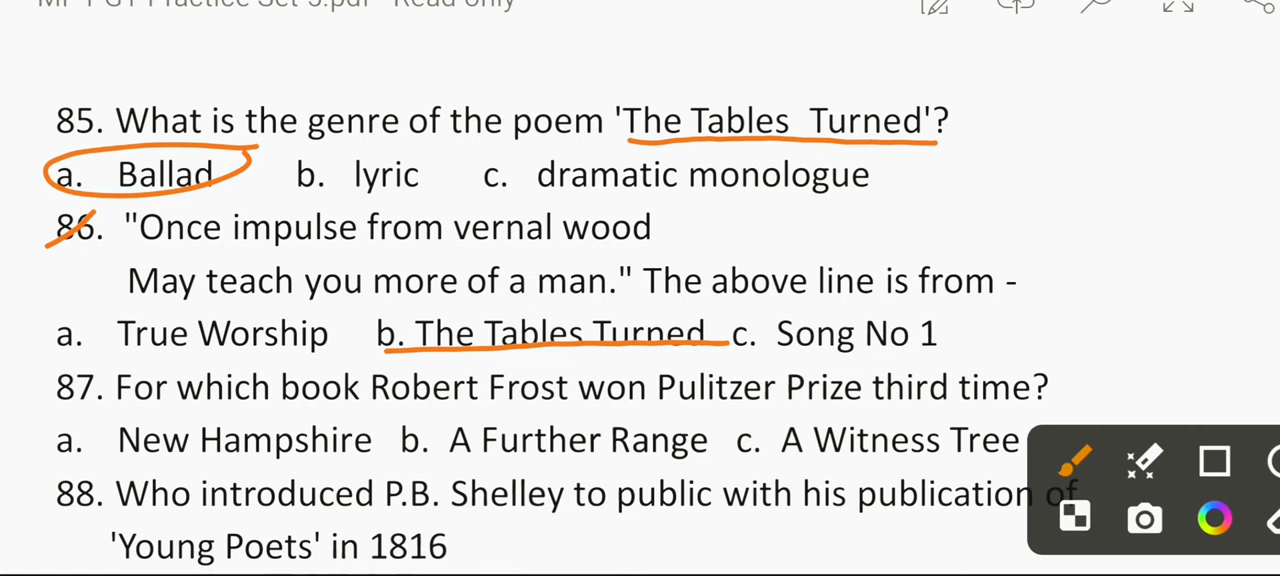 85. What is the genre of the poem 'The Tables Turned'?
a. Ballad b. lyric c. dramatic monologue
86. "Once impulse from vernal wood
May teach you more of a man." The above line is from -
a. True Worship b. The Tables Turned c. Song No 1
87. For which book Robert Frost won Pulitzer Prize third time?
a. New Hampshire b. A Further Range c. A Witness Tree
88. Who introduced P.B. Shelley to public with his publication of
'Young Poets' in 1816